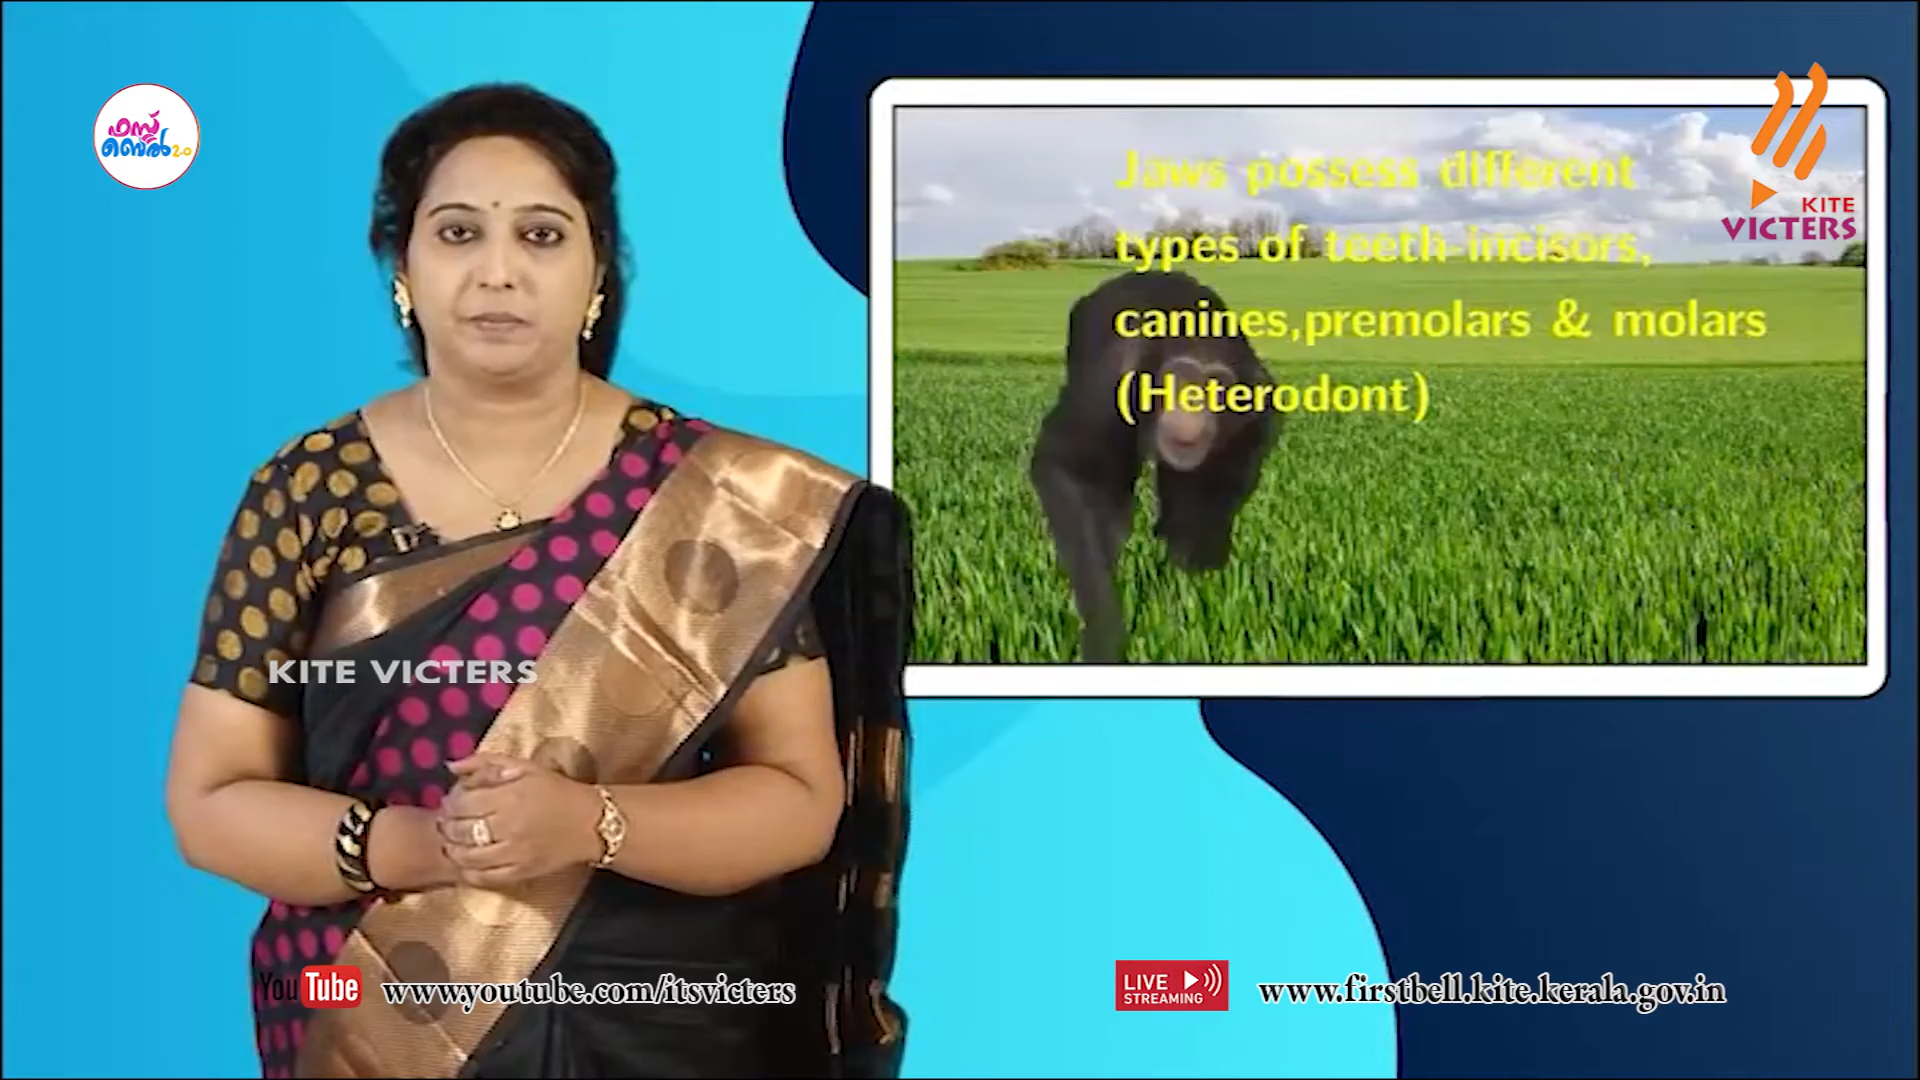 ഫസ്റ്റ്
ബെൽ 2.0
Jaws possess different
types of teeth-incisors,
canines,premolars & molars
(Heterodont)
KITE
VICTERS
KITE VICTERS
YouTube www.youtube.com/itsvicters
LIVE
STREAMING
www.firstbell.kite.kerala.gov.in